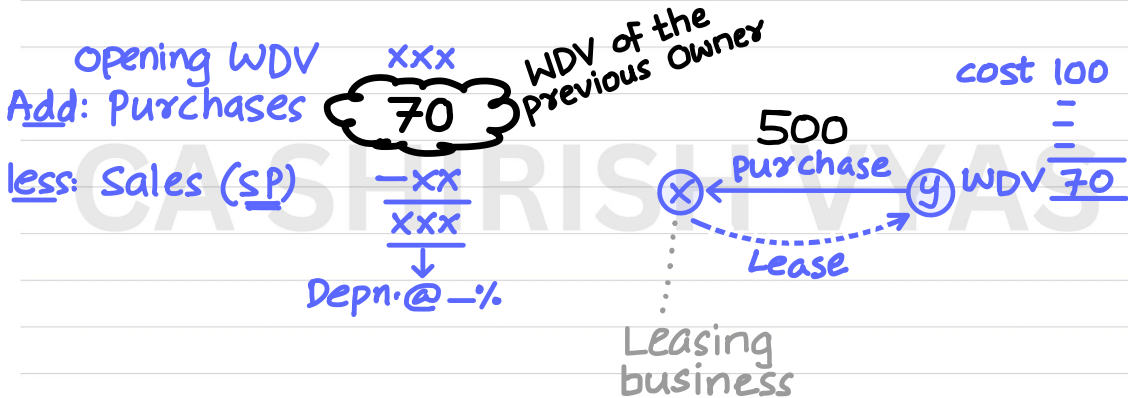 opening WDV xxx
Add: Purchases 70
WDV of the
previous Owner
less: Sales (SP) -xx
xxx
Depn. @ _%
cost 100
-
-
-
WDV 70
500
purchase
x y
Lease
Leasing
business
CA SHIRISH VYAS